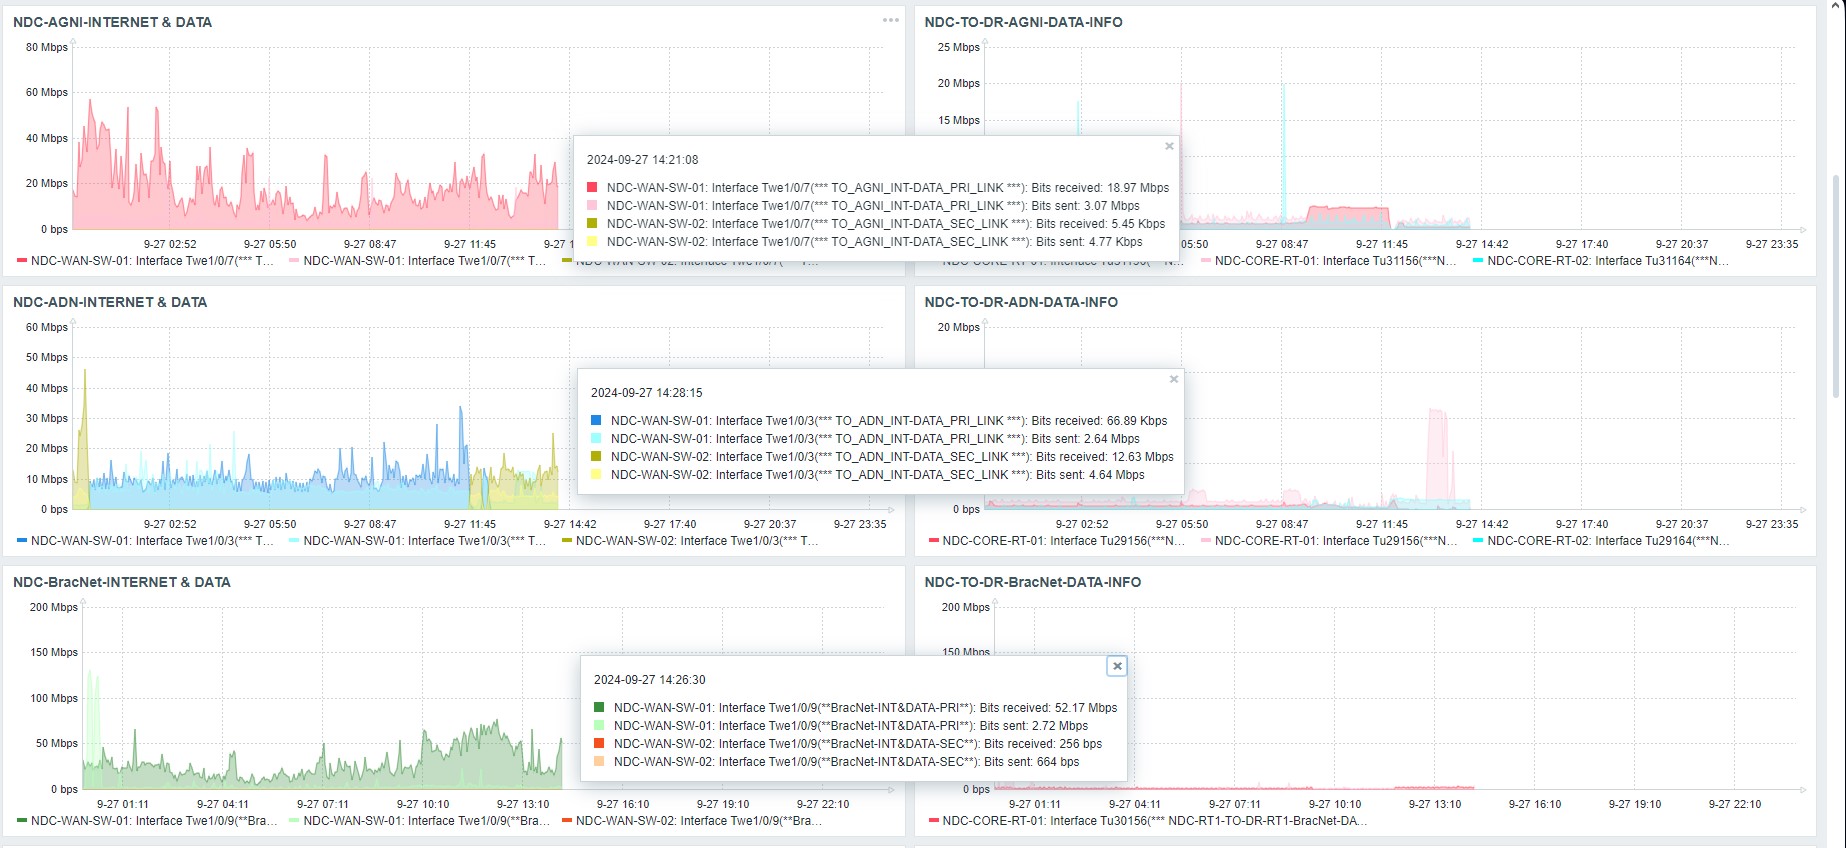 NDC-AGNI-INTERNET & DATA
80 Mbps
60 Mbps
40 Mbps
20 Mbps
0 bps
9-27 02:52 9-27 05:50 9-27 08:47 9-27 11:45 9-27 1
NDC-WAN-SW-01: Interface Twe1/0/7(*** T... NDC-WAN-SW-01: Interface Twe1/0/7(*** T...
NDC-TO-DR-AGNI-DATA-INFO
25 Mbps
20 Mbps
15 Mbps
05:50 9-27 08:47 9-27 11:45 9-27 14:42 9-27 17:40 9-27 20:37 9-27 23:35
NDC-CORE-RT-01: Interface Tu31156(***N... NDC-CORE-RT-02: Interface Tu31164(***N...
2024-09-27 14:21:08
NDC-WAN-SW-01: Interface Twe1/0/7(*** TO_AGNI_INT-DATA_PRI_LINK ***): Bits received: 18.97 Mbps
NDC-WAN-SW-01: Interface Twe1/0/7(*** TO_AGNI_INT-DATA_PRI_LINK ***): Bits sent: 3.07 Mbps
NDC-WAN-SW-02: Interface Twe1/0/7(*** TO_AGNI_INT-DATA_SEC_LINK ***): Bits received: 5.45 Kbps
NDC-WAN-SW-02: Interface Twe1/0/7(*** TO_AGNI_INT-DATA_SEC_LINK ***): Bits sent: 4.77 Kbps
NDC-ADN-INTERNET & DATA
60 Mbps
50 Mbps
40 Mbps
30 Mbps
20 Mbps
10 Mbps
0 bps
9-27 02:52 9-27 05:50 9-27 08:47 9-27 11:45 9-27 14:42 9-27 17:40 9-27 20:37 9-27 23:35
NDC-WAN-SW-01: Interface Twe1/0/3(*** T... NDC-WAN-SW-01: Interface Twe1/0/3(*** T... NDC-WAN-SW-02: Interface Twe1/0/3(*** T...
NDC-TO-DR-ADN-DATA-INFO
20 Mbps
0 bps
9-27 02:52 9-27 05:50 9-27 08:47 9-27 11:45 9-27 14:42 9-27 17:40 9-27 20:37 9-27 23:35
NDC-CORE-RT-01: Interface Tu29156(***N... NDC-CORE-RT-01: Interface Tu29156(***N... NDC-CORE-RT-02: Interface Tu29164(***N...
2024-09-27 14:28:15
NDC-WAN-SW-01: Interface Twe1/0/3(*** TO_ADN_INT-DATA_PRI_LINK ***): Bits received: 66.89 Kbps
NDC-WAN-SW-01: Interface Twe1/0/3(*** TO_ADN_INT-DATA_PRI_LINK ***): Bits sent: 2.64 Mbps
NDC-WAN-SW-02: Interface Twe1/0/3(*** TO_ADN_INT-DATA_SEC_LINK ***): Bits received: 12.63 Mbps
NDC-WAN-SW-02: Interface Twe1/0/3(*** TO_ADN_INT-DATA_SEC_LINK ***): Bits sent: 4.64 Mbps
NDC-BracNet-INTERNET & DATA
200 Mbps
150 Mbps
100 Mbps
50 Mbps
0 bps
9-27 01:11 9-27 04:11 9-27 07:11 9-27 10:10 9-27 13:10 9-27 16:10 9-27 19:10 9-27 22:10
NDC-WAN-SW-01: Interface Twe1/0/9(**Bra... NDC-WAN-SW-01: Interface Twe1/0/9(**Bra... NDC-WAN-SW-02: Interface Twe1/0/9(**Bra...
NDC-TO-DR-BracNet-DATA-INFO
200 Mbps
150 Mbps
0 bps
9-27 01:11 9-27 04:11 9-27 07:11 9-27 10:10 9-27 13:10 9-27 16:10 9-27 19:10 9-27 22:10
NDC-CORE-RT-01: Interface Tu30156(*** NDC-RT1-TO-DR-RT1-BracNet-DA...
2024-09-27 14:26:30
NDC-WAN-SW-01: Interface Twe1/0/9(**BracNet-INT&DATA-PRI**): Bits received: 52.17 Mbps
NDC-WAN-SW-01: Interface Twe1/0/9(**BracNet-INT&DATA-PRI**): Bits sent: 2.72 Mbps
NDC-WAN-SW-02: Interface Twe1/0/9(**BracNet-INT&DATA-SEC**): Bits received: 256 bps
NDC-WAN-SW-02: Interface Twe1/0/9(**BracNet-INT&DATA-SEC**): Bits sent: 664 bps